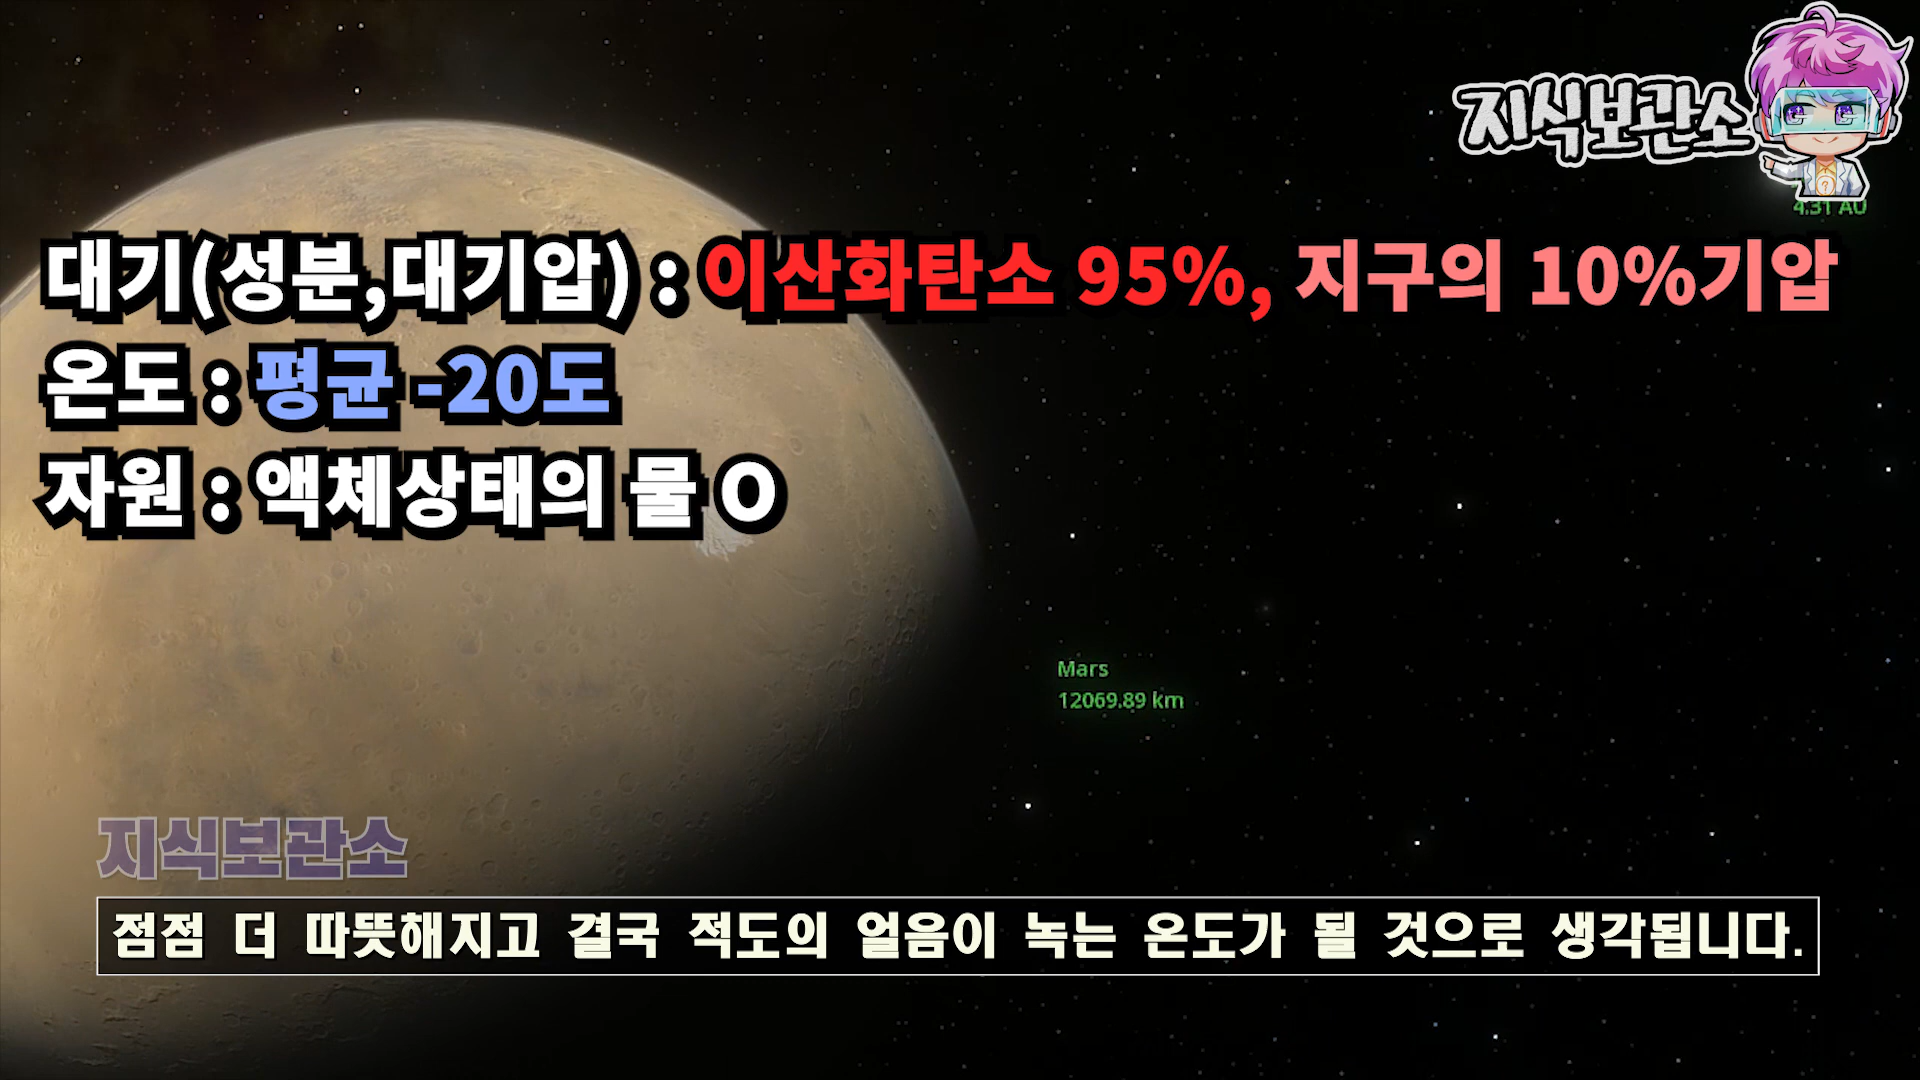 지식보관소
4.31 AU
대기(성분,대기압) : 이산화탄소 95%, 지구의 10%기압
온도 : 평균 -20도
자원 : 액체상태의 물 O
Mars
12069.89 km
지식보관소
점점 더 따뜻해지고 결국 적도의 얼음이 녹는 온도가 될 것으로 생각됩니다.